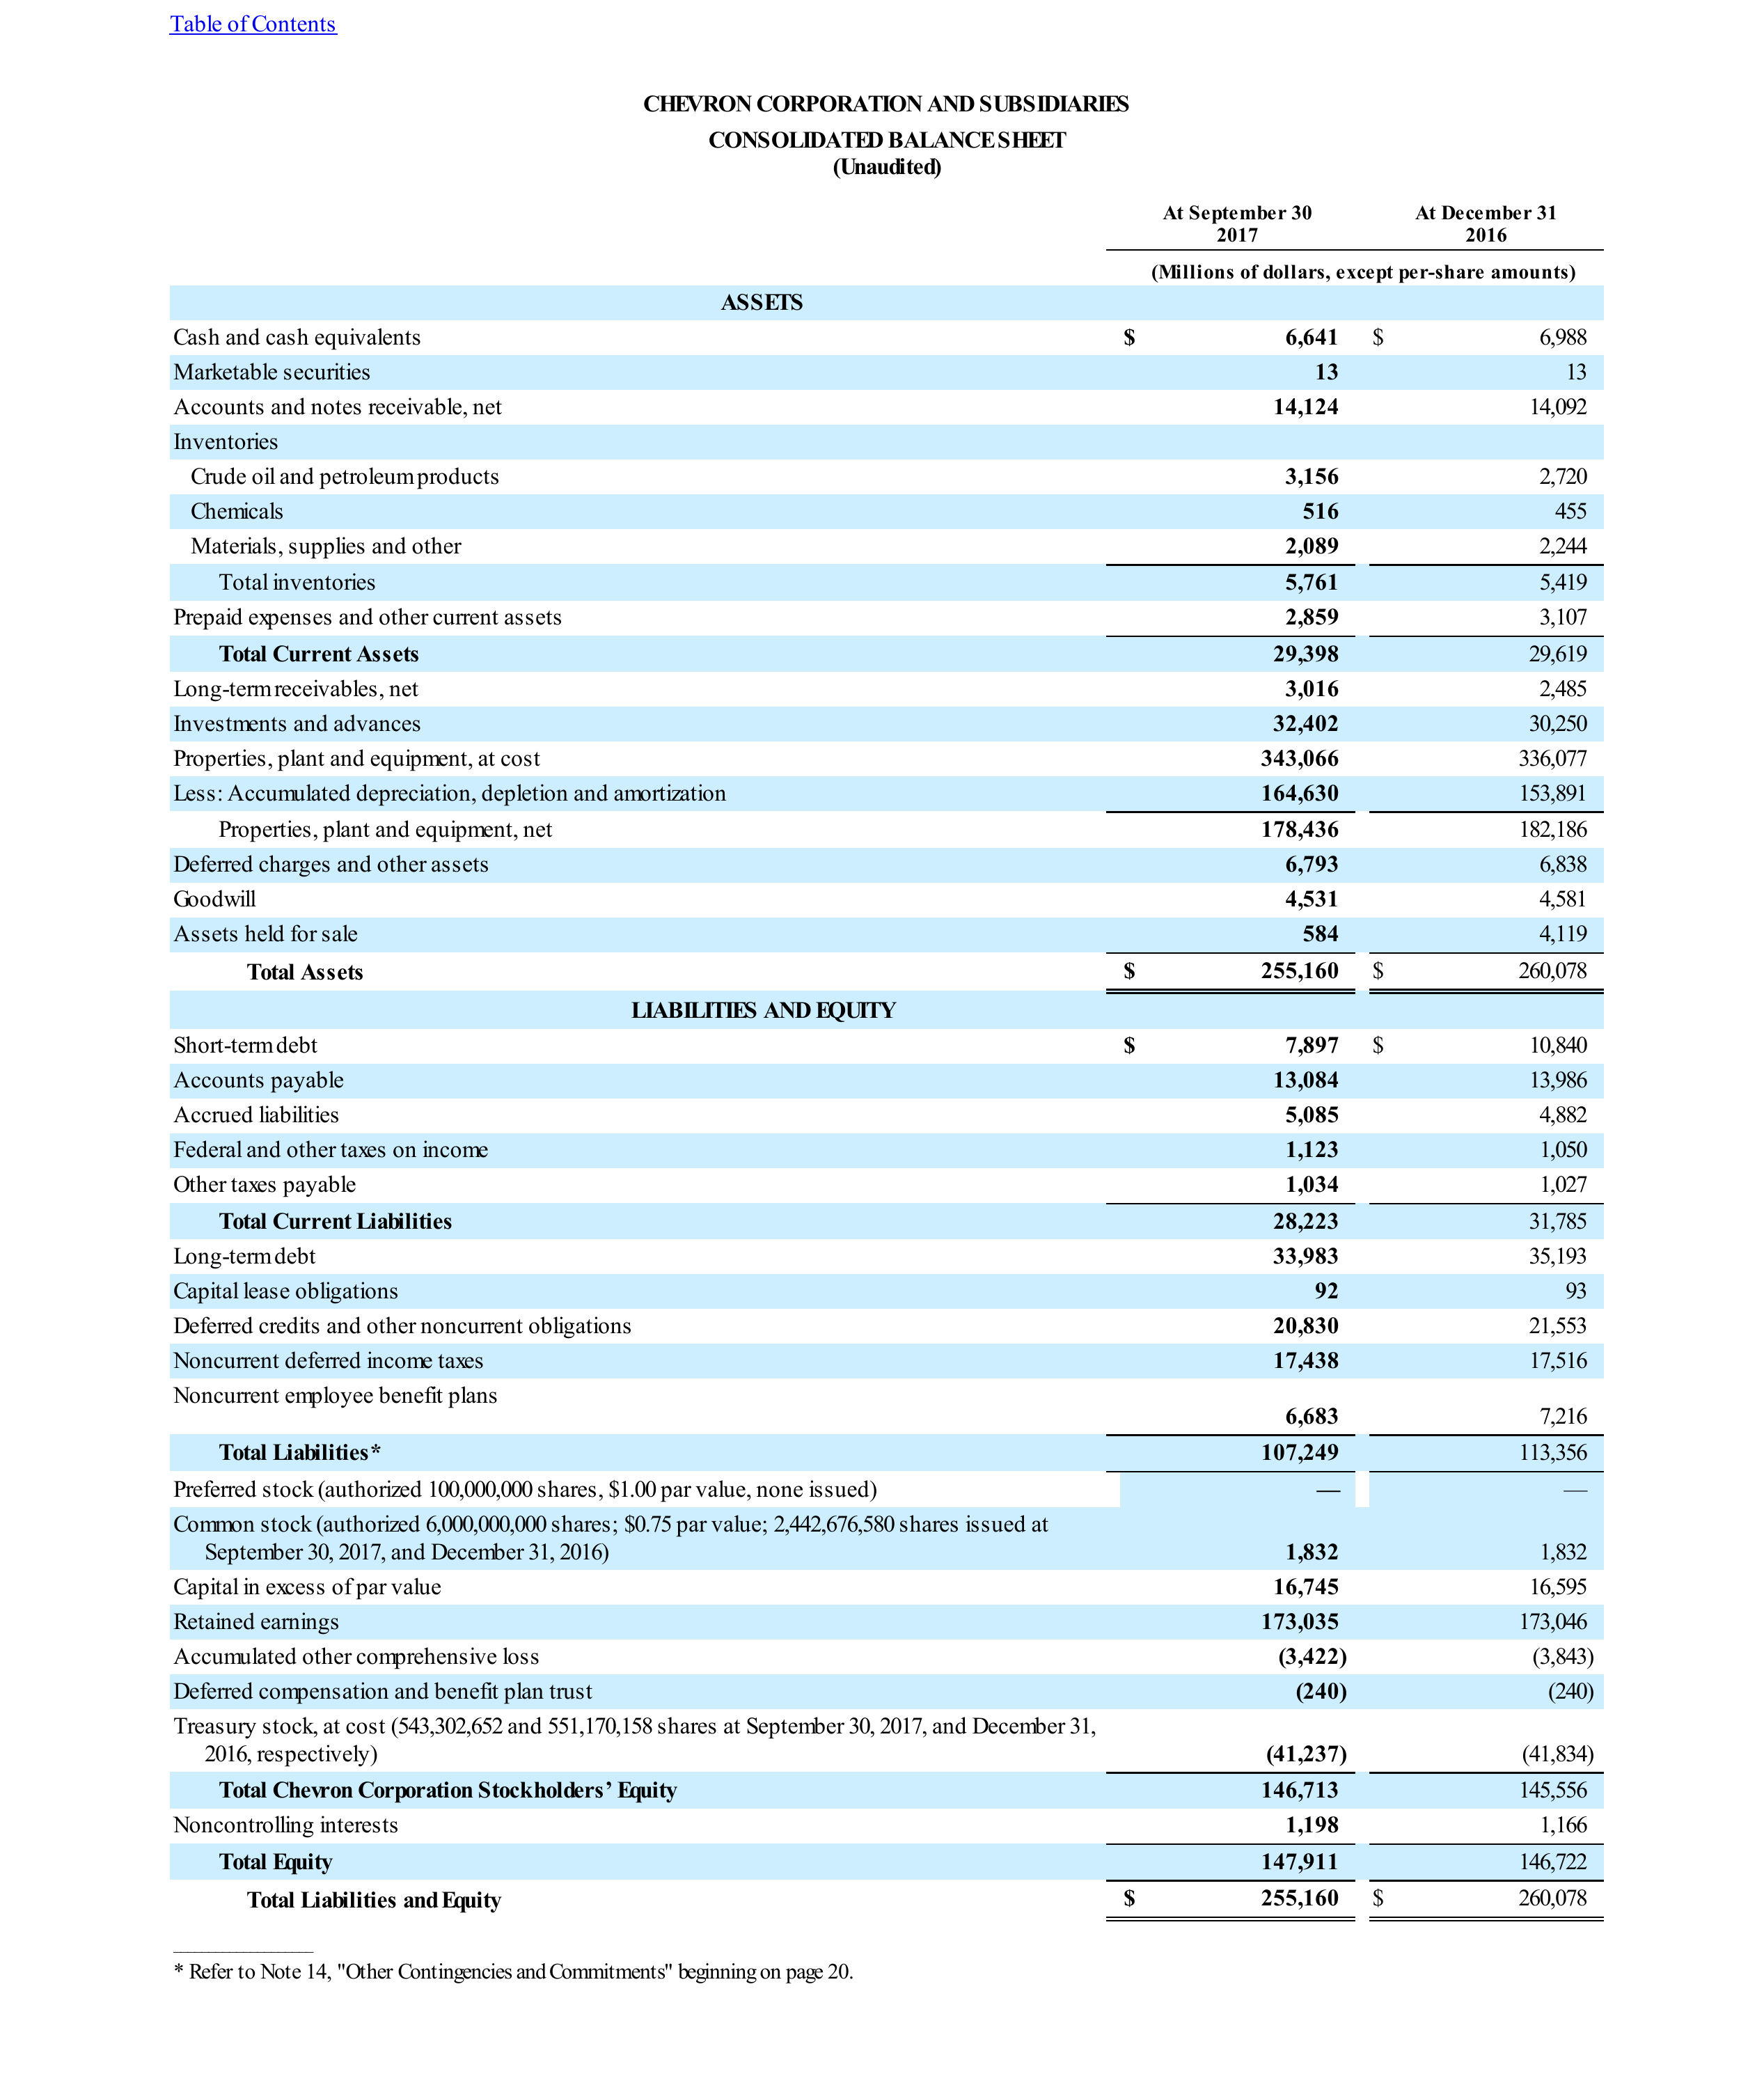 Table of Contents
CHEVRON CORPORATION AND SUBSIDIARIES
CONSOLIDATED BALANCE SHEET
(Unaudited)
At September 30 At December 31
2017 2016
(Millions of dollars, except per-share amounts)
ASSETS
Cash and cash equivalents $ 6,641 $ 6,988
Marketable securities 13 13
Accounts and notes receivable, net 14,124 14,092
Inventories
Crude oil and petroleum products 3,156 2,720
Chemicals 516 455
Materials, supplies and other 2,089 2,244
Total inventories 5,761 5,419
Prepaid expenses and other current assets 2,859 3,107
Total Current Assets 29,398 29,619
Long-term receivables, net 3,016 2,485
Investments and advances 32,402 30,250
Properties, plant and equipment, at cost 343,066 336,077
Less: Accumulated depreciation, depletion and amortization 164,630 153,891
Properties, plant and equipment, net 178,436 182,186
Deferred charges and other assets 6,793 6,838
Goodwill 4,531 4,581
Assets held for sale 584 4,119
Total Assets $ 255,160 $ 260,078
LIABILITIES AND EQUITY
Short-term debt $ 7,897 $ 10,840
Accounts payable 13,084 13,986
Accrued liabilities 5,085 4,882
Federal and other taxes on income 1,123 1,050
Other taxes payable 1,034 1,027
Total Current Liabilities 28,223 31,785
Long-term debt 33,983 35,193
Capital lease obligations 92 93
Deferred credits and other noncurrent obligations 20,830 21,553
Noncurrent deferred income taxes 17,438 17,516
Noncurrent employee benefit plans 6,683 7,216
Total Liabilities* 107,249 113,356
Preferred stock (authorized 100,000,000 shares, $1.00 par value, none issued) — —
Common stock (authorized 6,000,000,000 shares; $0.75 par value; 2,442,676,580 shares issued at
September 30, 2017, and December 31, 2016) 1,832 1,832
Capital in excess of par value 16,745 16,595
Retained earnings 173,035 173,046
Accumulated other comprehensive loss (3,422) (3,843)
Deferred compensation and benefit plan trust (240) (240)
Treasury stock, at cost (543,302,652 and 551,170,158 shares at September 30, 2017, and December 31,
2016, respectively) (41,237) (41,834)
Total Chevron Corporation Stockholders’ Equity 146,713 145,556
Noncontrolling interests 1,198 1,166
Total Equity 147,911 146,722
Total Liabilities and Equity $ 255,160 $ 260,078
* Refer to Note 14, "Other Contingencies and Commitments" beginning on page 20.